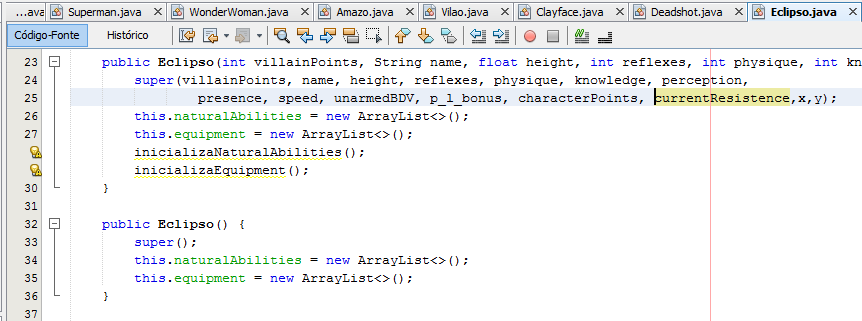 ...ava Superman.java WonderWoman.java Amazo.java Vilao.java Clayface.java Deadshot.java Eclipso.java
Código-Fonte Histórico
23 public Eclipso(int villainPoints, String name, float height, int reflexes, int physique, int kn
24 super(villainPoints, name, height, reflexes, physique, knowledge, perception,
25 presence, speed, unarmedBDV, p_l_bonus, characterPoints, currentResistence,x,y);
26 this.naturalAbilities = new ArrayList<>();
27 this.equipment = new ArrayList<>();
inicializaNaturalAbilities();
inicializaEquipment();
30 }
31
32 public Eclipso() {
33 super();
34 this.naturalAbilities = new ArrayList<>();
35 this.equipment = new ArrayList<>();
36 }
37